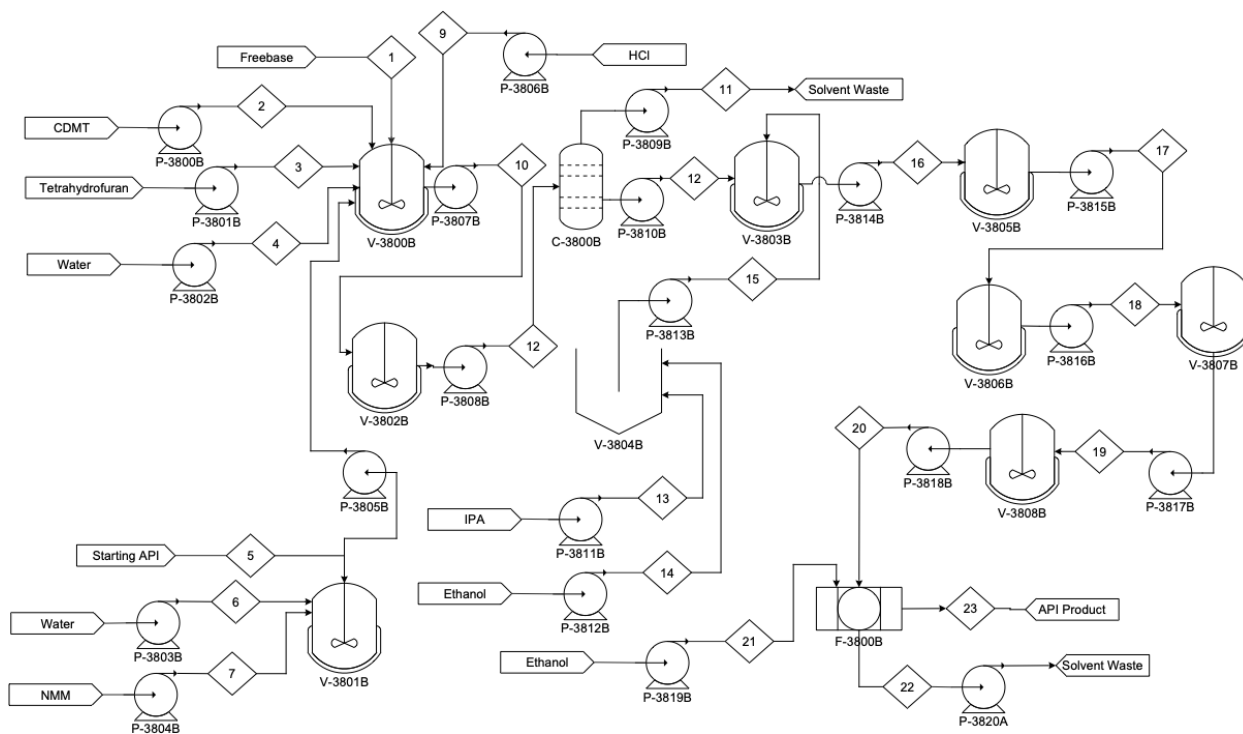 9
Freebase
1
HCl
P-3806B
2
11
Solvent Waste
CDMT
P-3800B
P-3809B
3
10
12
16
17
Tetrahydrofuran
P-3801B
P-3807B
P-3810B
P-3814B
P-3815B
V-3800B
C-3800B
V-3803B
V-3805B
4
Water
P-3802B
15
P-3813B
18
P-3816B
V-3806B
V-3807B
12
P-3808B
V-3802B
V-3804B
20
19
P-3818B
V-3808B
P-3817B
P-3805B
13
IPA
P-3811B
Starting API
5
14
Ethanol
P-3812B
6
Water
P-3803B
23
API Product
F-3800B
21
Ethanol
P-3819B
7
NMM
P-3804B
V-3801B
22
Solvent Waste
P-3820A